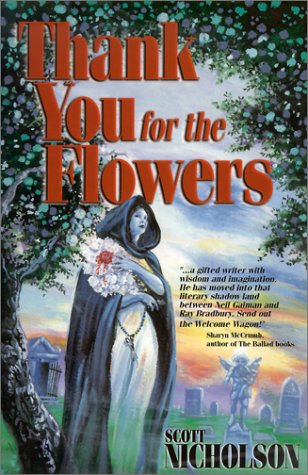 Thank
You for the
Flowers
"...a gifted writer with
wisdom and imagination.
He has moved into that
literary shadow land
between Neil Gaiman and
Ray Bradbury. Send out
the Welcome Wagon!"
Sharyn McCrumb,
author of The Ballad books
SCOTT
NICHOLSON